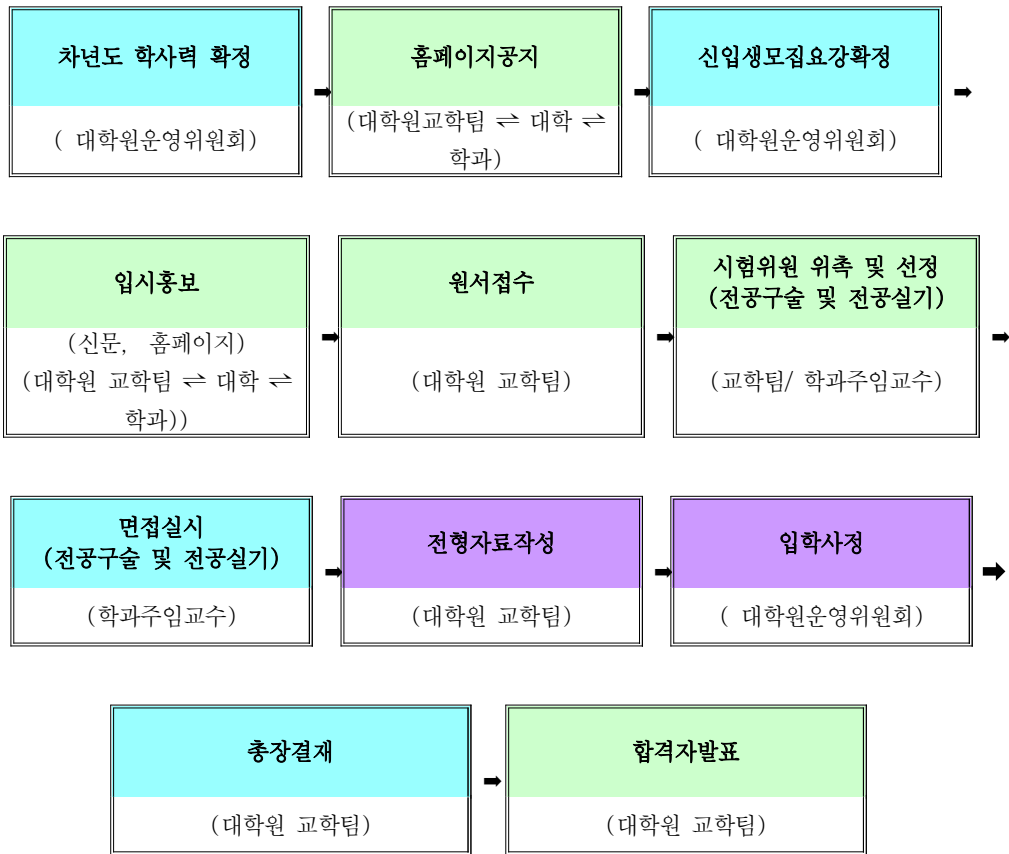 차년도 학사력 확정
( 대학원운영위원회)
➡
홈페이지공지
(대학원교학팀 ⇌ 대학 ⇌
학과)
➡
신입생모집요강확정
( 대학원운영위원회)
➡
입시홍보
(신문, 홈페이지)
(대학원 교학팀 ⇌ 대학 ⇌
학과))
➡
원서접수
(대학원 교학팀)
➡
시험위원 위촉 및 선정
(전공구술 및 전공실기)
(교학팀/ 학과주임교수)
➡
면접실시
(전공구술 및 전공실기)
(학과주임교수)
➡
전형자료작성
(대학원 교학팀)
➡
입학사정
( 대학원운영위원회)
➡
총장결재
(대학원 교학팀)
➡
합격자발표
(대학원 교학팀)